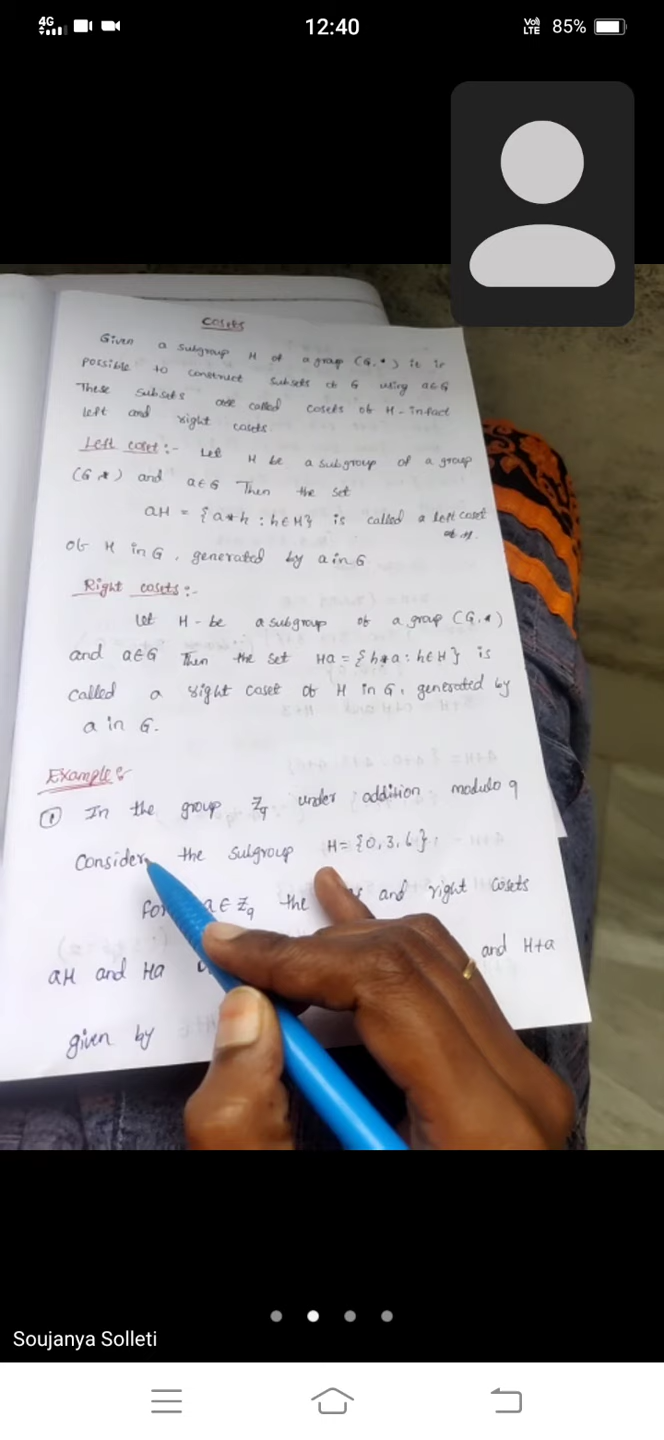 4G
12:40
Vo)
LTE
85%
Cosets
Given a subgroup H of a group (G, *) it is
possible to construct subsets of G using a∈G
These subsets are called cosets of H - infact
left and right cosets.
Left coset :- Let H be a subgroup of a group
(G *) and a∈G Then the set
aH = {a*h : h∈H} is called a left coset
of H in G, generated by a in G
Right cosets :-
Let H - be a subgroup of a group (G, *)
and a∈G Then the set Ha = {h*a : h∈H} is
called a right coset of H in G, generated by
a in G.
Example :-
① In the group Z9 under addition modulo 9
Consider the subgroup H = {0, 3, 6}
for a∈Z9 the and right cosets
aH and Ha and H+a
given by
Soujanya Solleti